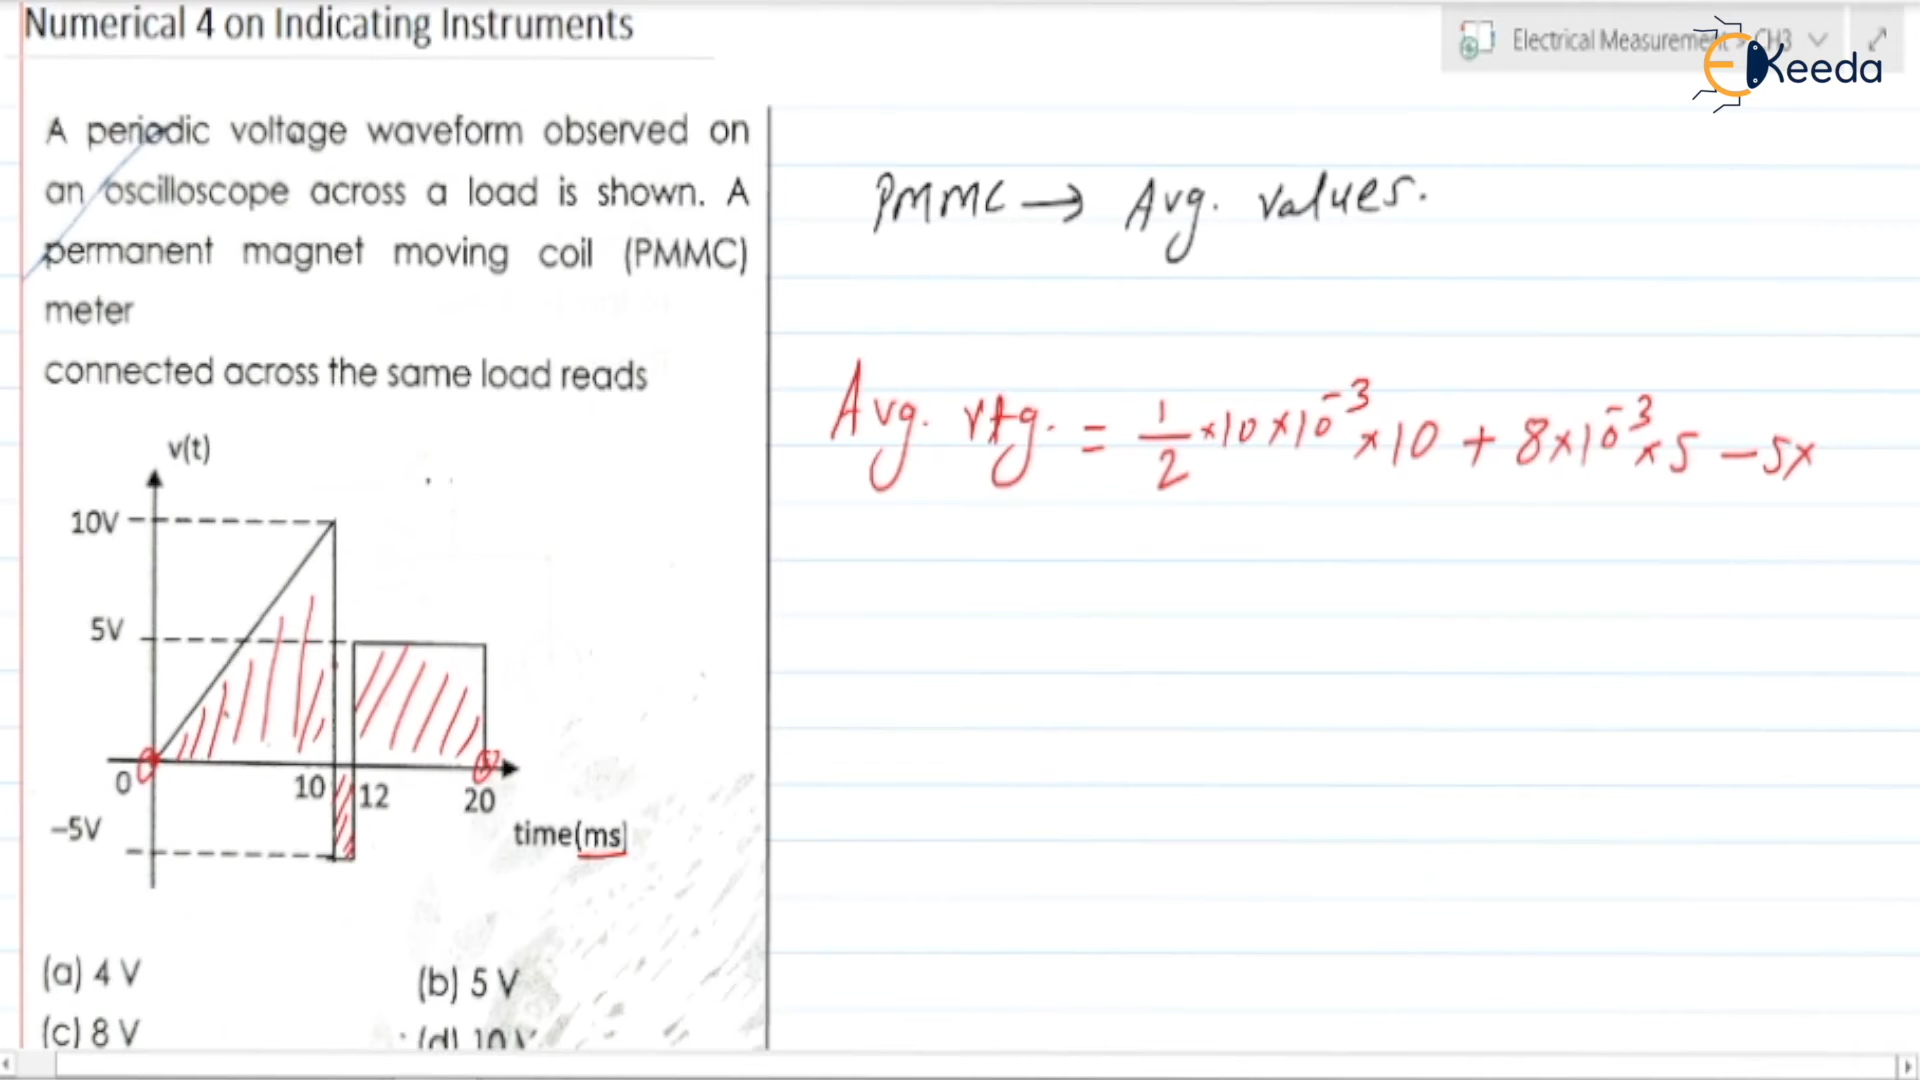 Numerical 4 on Indicating Instruments
Electrical Measurement > CH3
Keeda
A periodic voltage waveform observed on
an oscilloscope across a load is shown. A
permanent magnet moving coil (PMMC)
meter
connected across the same load reads
v(t)
10V
5V
0
10
12
20
-5V
time(ms)
(a) 4 V
(b) 5 V
(c) 8 V
(d) 10 V
PMMC → Avg. values.
Avg. vtg. = 1/2 ×10×10⁻³×10 + 8×10⁻³×5 – 5×